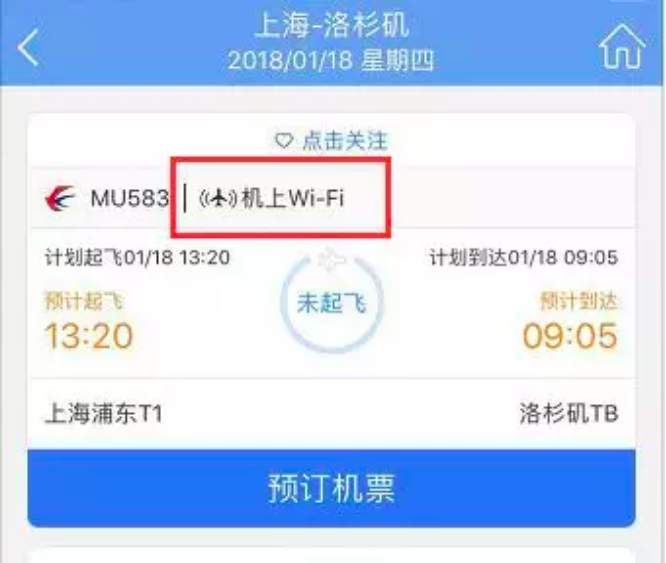 上海-洛杉矶
2018/01/18 星期四
点击关注
MU583 机上Wi-Fi
计划起飞01/18 13:20
计划到达01/18 09:05
预计起飞
未起飞
预计到达
13:20
09:05
上海浦东T1
洛杉矶TB
预订机票